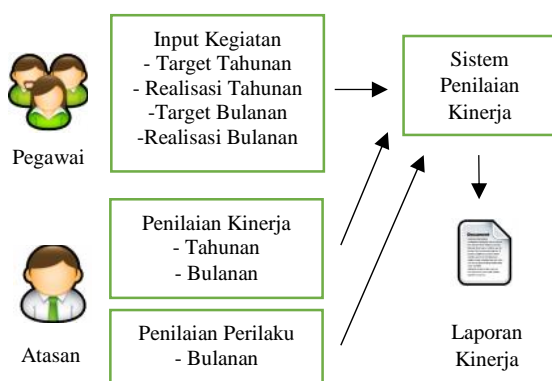 Input Kegiatan
- Target Tahunan
- Realisasi Tahunan
-Target Bulanan
-Realisasi Bulanan
Pegawai
Sistem
Penilaian
Kinerja
Penilaian Kinerja
- Tahunan
- Bulanan
Atasan
Penilaian Perilaku
- Bulanan
Document
Laporan
Kinerja